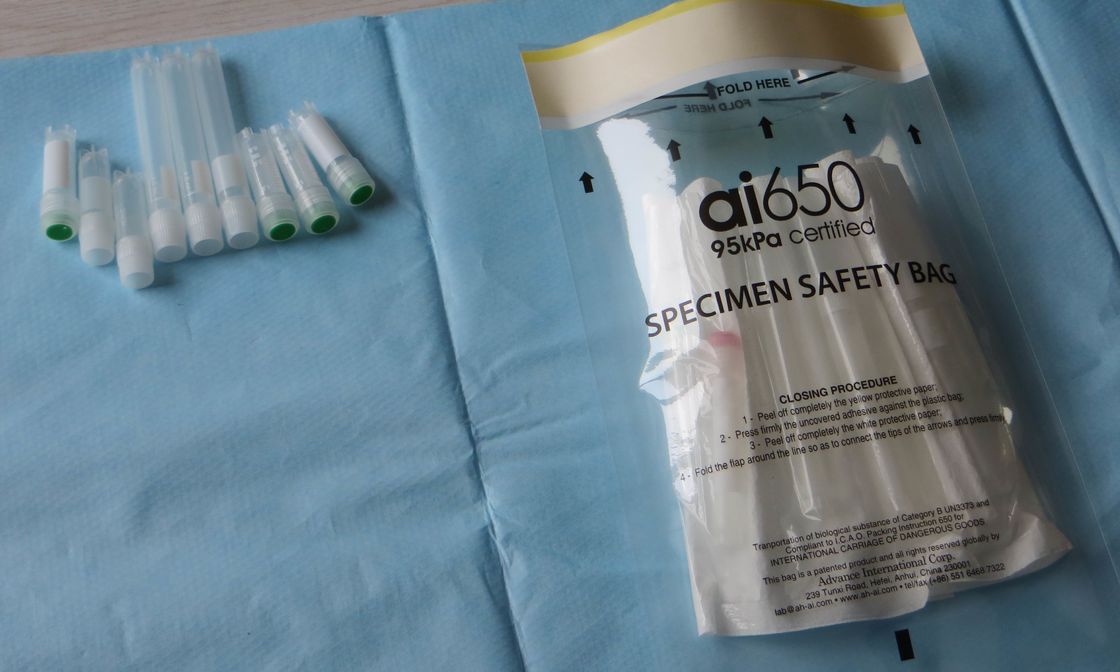 FOLD HERE
FOLD HERE
ai650
95kPa certified
SPECIMEN SAFETY BAG
CLOSING PROCEDURE
1 - Peel off completely the yellow protective paper;
2 - Press firmly the uncovered adhesive against the plastic bag;
3 - Peel off completely the white protective paper;
4 - Fold the flap around the line so as to connect the tips of the arrows and press firmly
Tranportation of biological substance of Category B UN3373 and
Compliant to I.C.A.O. Packing Instruction 650 for
INTERNATIONAL CARRIAGE OF DANGEROUS GOODS
This bag is a patented product and all rights reserved globally by
Advance International Corp.
239 Tunxi Road, Hefei, Anhui, China 230001
lab@ah-ai.com • www.ah-ai.com • tel/fax (+86) 551 6468 7322